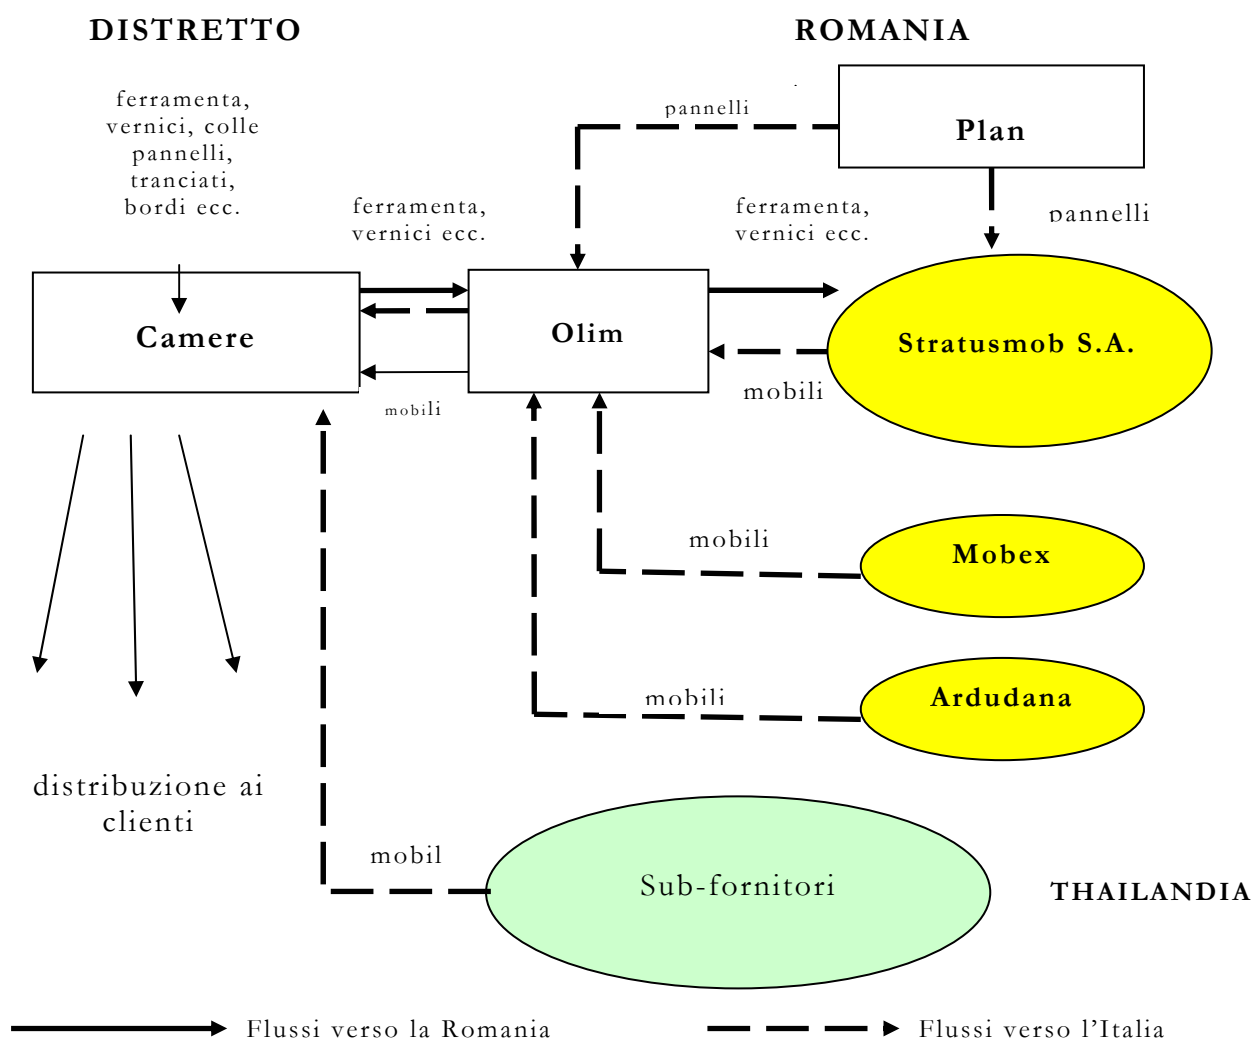 DISTRETTO
ROMANIA
ferramenta,
vernici, colle
pannelli,
tranciati,
bordi ecc.
pannelli
Plan
ferramenta,
vernici ecc.
ferramenta,
vernici ecc.
pannelli
Camere
Olim
Stratusmob S.A.
mobili
mobili
mobili
Mobex
mobili
Ardudana
distribuzione ai
clienti
mobil
Sub-fornitori
THAILANDIA
Flussi verso la Romania
Flussi verso l'Italia